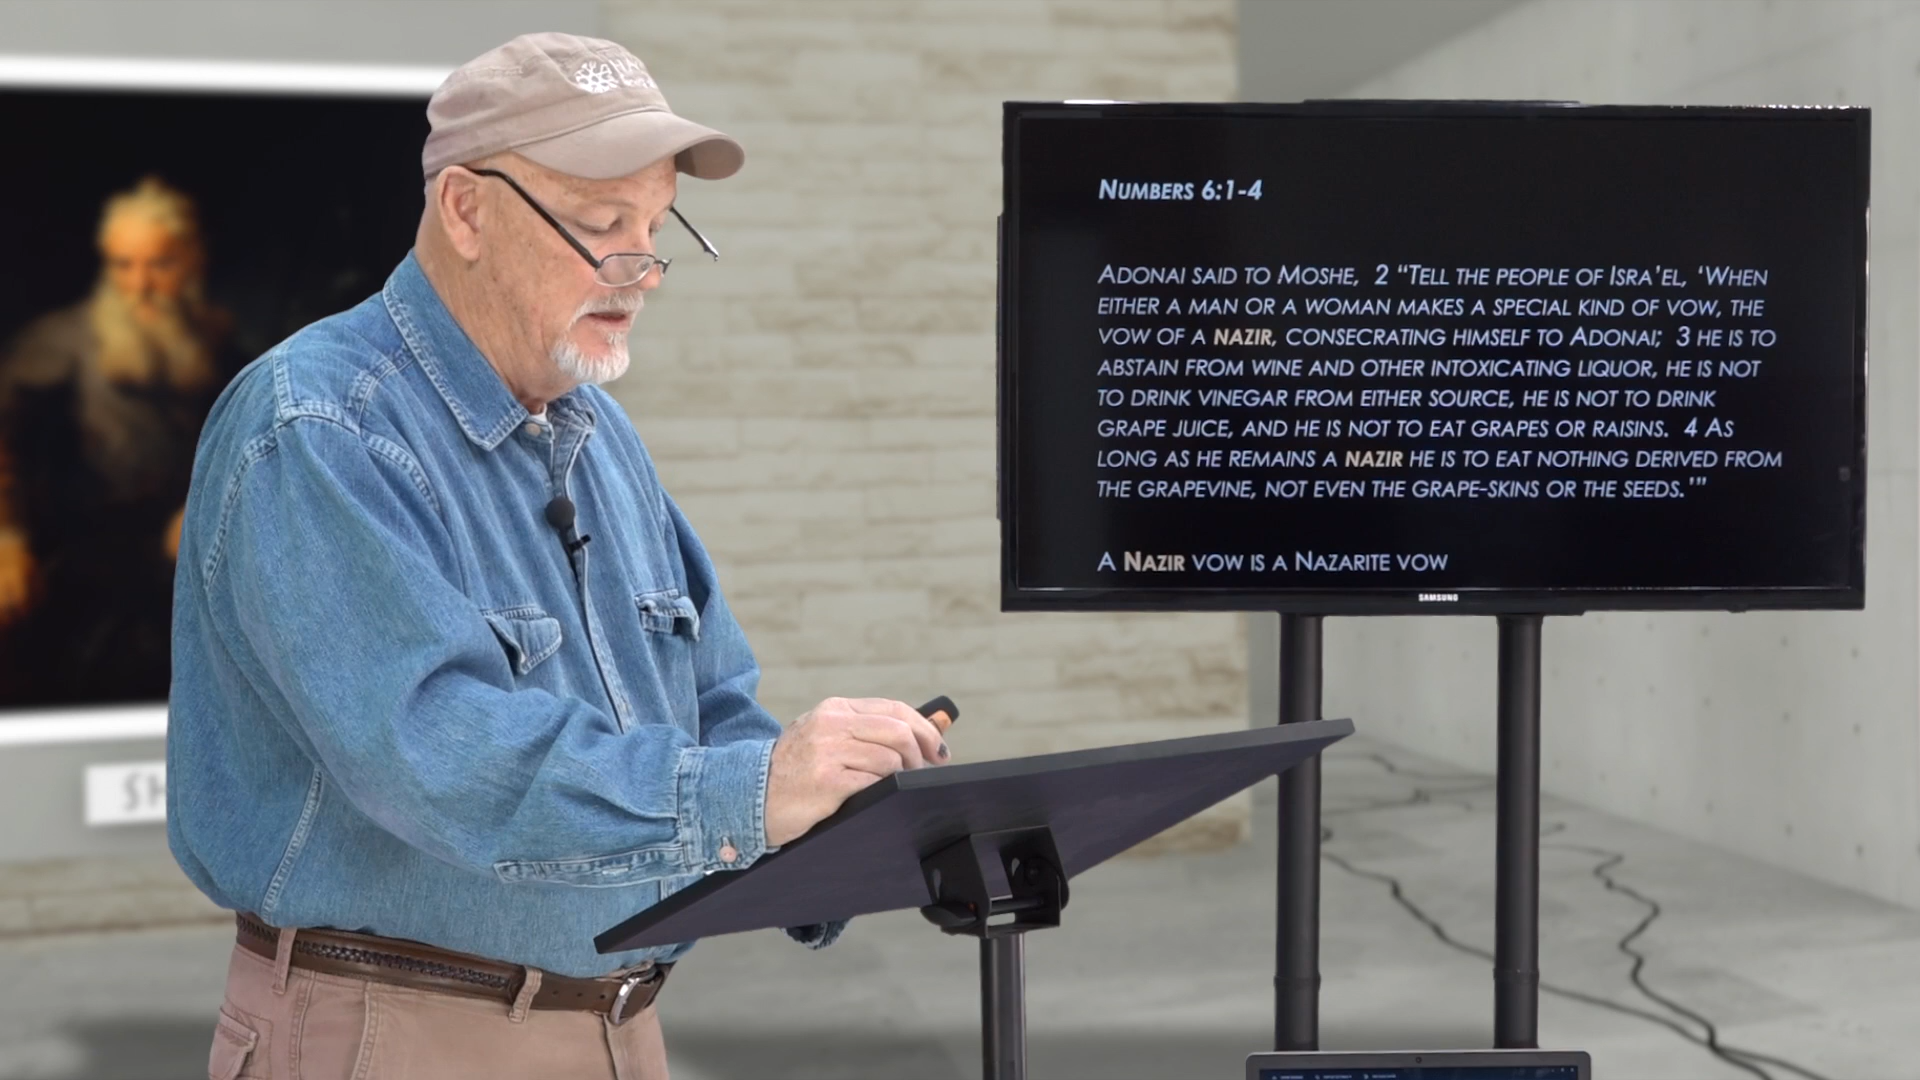 NUMBERS 6:1-4
ADONAI SAID TO MOSHE, 2 “TELL THE PEOPLE OF ISRA'EL, ‘WHEN
EITHER A MAN OR A WOMAN MAKES A SPECIAL KIND OF VOW, THE
VOW OF A NAZIR, CONSECRATING HIMSELF TO ADONAI; 3 HE IS TO
ABSTAIN FROM WINE AND OTHER INTOXICATING LIQUOR, HE IS NOT
TO DRINK VINEGAR FROM EITHER SOURCE, HE IS NOT TO DRINK
GRAPE JUICE, AND HE IS NOT TO EAT GRAPES OR RAISINS. 4 AS
LONG AS HE REMAINS A NAZIR HE IS TO EAT NOTHING DERIVED FROM
THE GRAPEVINE, NOT EVEN THE GRAPE-SKINS OR THE SEEDS.’”
A NAZIR VOW IS A NAZARITE VOW
SAMSUNG